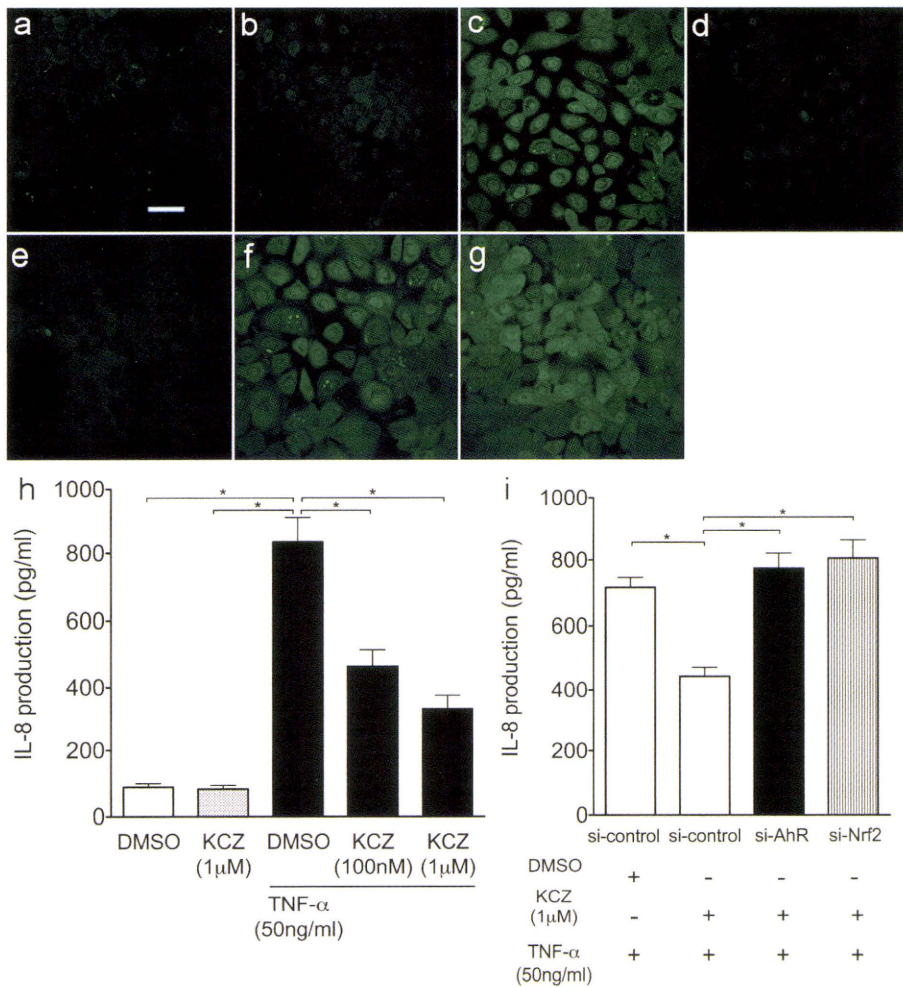 a b c d
e f g
h
IL-8 production (pg/ml)
1000
800
600
400
200
0
* * * *
DMSO KCZ (1μM) DMSO KCZ (100nM) KCZ (1μM)
TNF-α
(50ng/ml)
i
IL-8 production (pg/ml)
1000
800
600
400
200
0
* * *
si-control si-control si-AhR si-Nrf2
DMSO + - - -
KCZ (1μM) - + + +
TNF-α (50ng/ml) + + + +